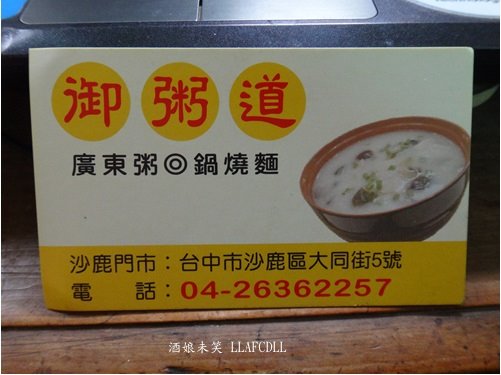 御粥道
廣東粥◎鍋燒麵
沙鹿門市：台中市沙鹿區大同街5號
電　話：04-26362257
酒娘未笑 LLAFCDLL